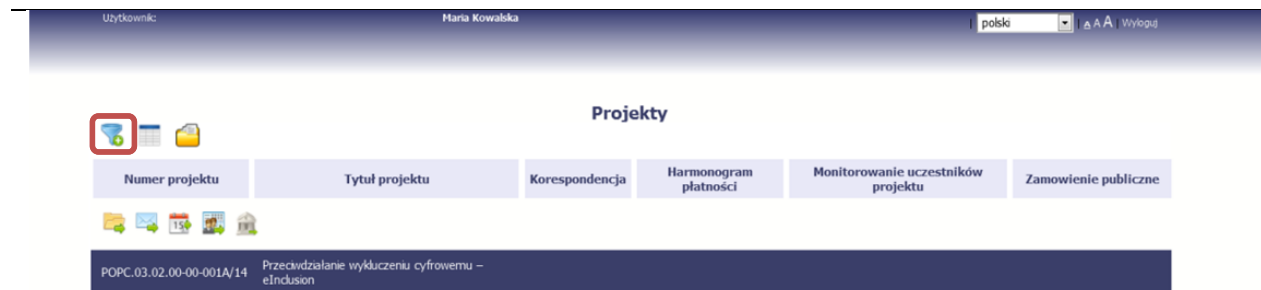 Użytkownik: Maria Kowalska | polski | A A A | Wyloguj
Projekty
Numer projektu Tytuł projektu Korespondencja Harmonogram płatności Monitorowanie uczestników projektu Zamowienie publiczne
15
POPC.03.02.00-00-001A/14 Przeciwdziałanie wykluczeniu cyfrowemu –
eInclusion